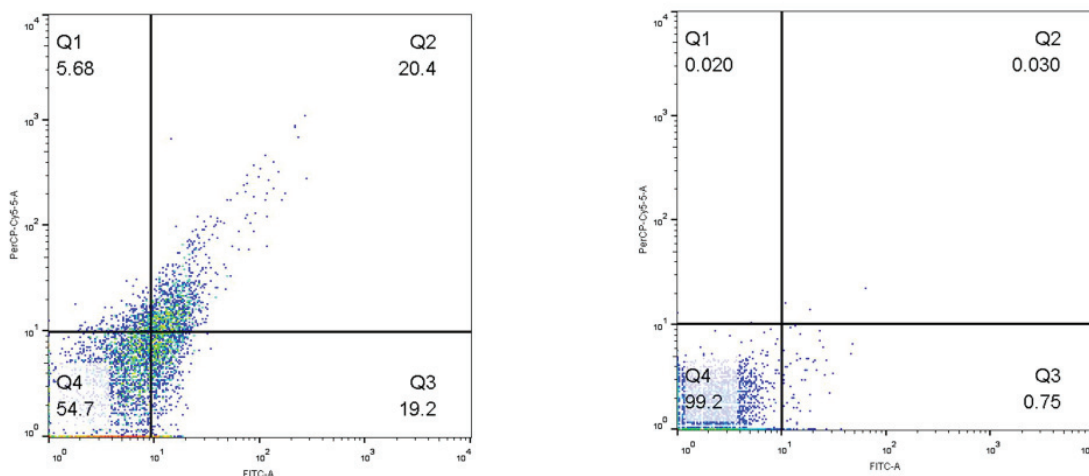 Q1
5.68
Q2
20.4
Q4
54.7
Q3
19.2
10⁴
10³
10²
10¹
10⁰
PerCP-Cy5-5-A
10⁰ 10¹ 10² 10³ 10⁴
FITC-A
Q1
0.020
Q2
0.030
Q4
99.2
Q3
0.75
10⁴
10³
10²
10¹
10⁰
PerCP-Cy5-5-A
10⁰ 10¹ 10² 10³
FITC-A